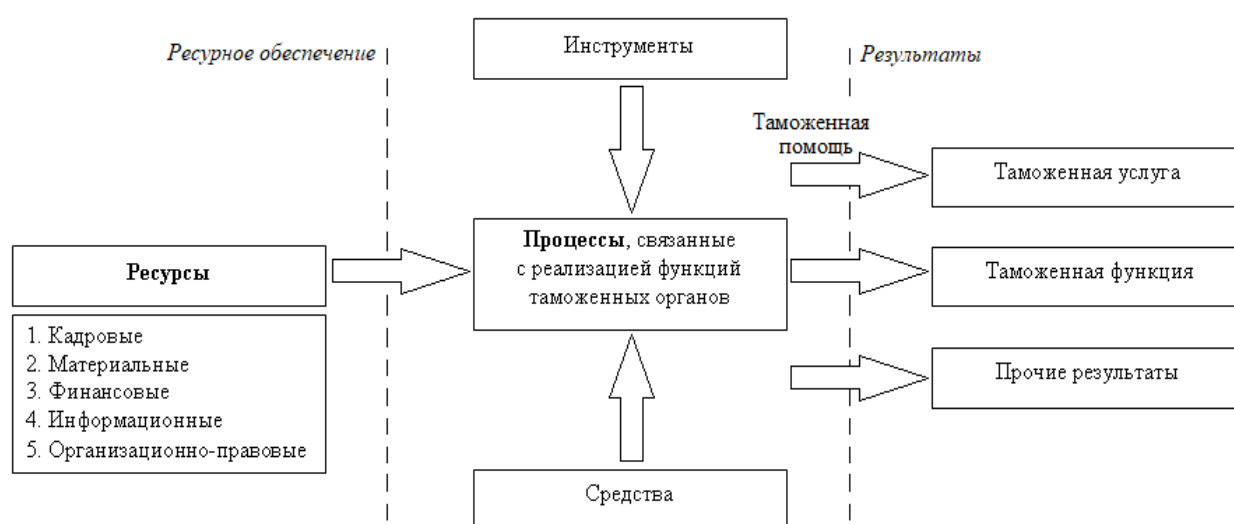 Ресурное обеспечение
Инструменты
Результаты
Таможенная
помощь
Таможенная услуга
Процессы, связанные
с реализацией функций
таможенных органов
Ресурсы
Таможенная функция
1. Кадровые
2. Материальные
3. Финансовые
4. Информационные
5. Организационно-правовые
Прочие результаты
Средства